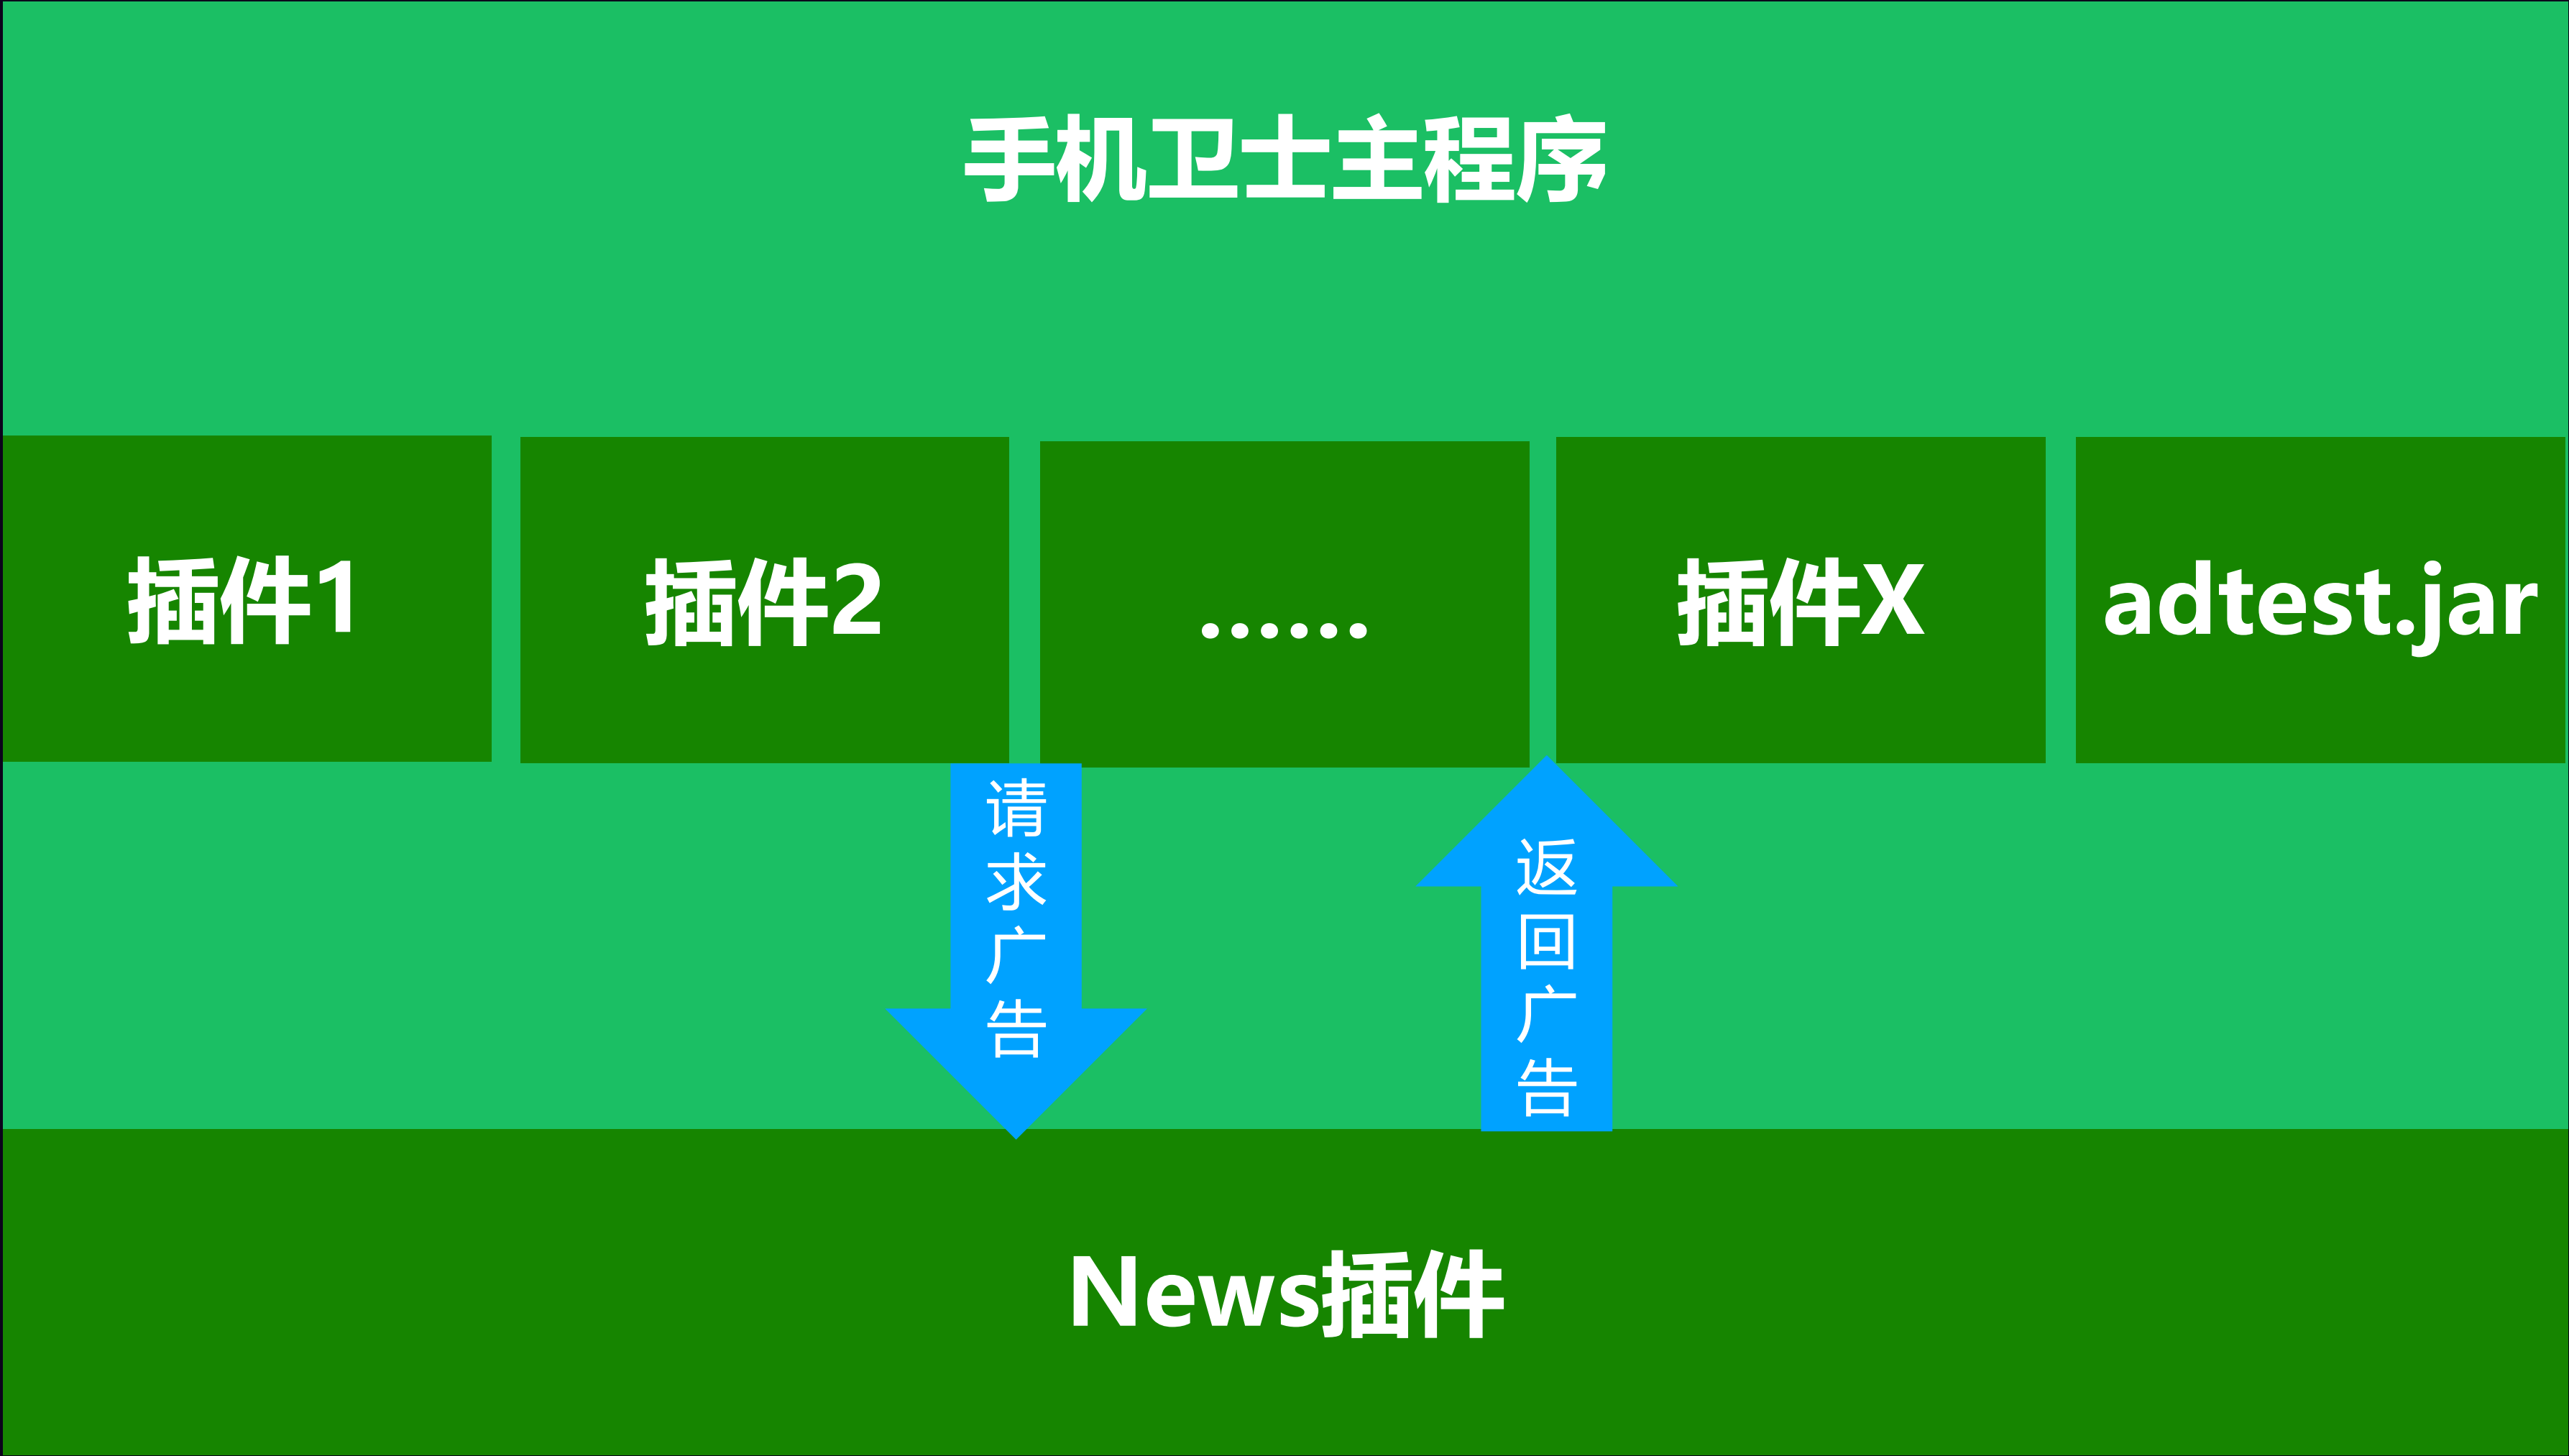 手机卫士主程序
插件1
插件2
......
插件X
adtest.jar
请求广告
返回广告
News插件